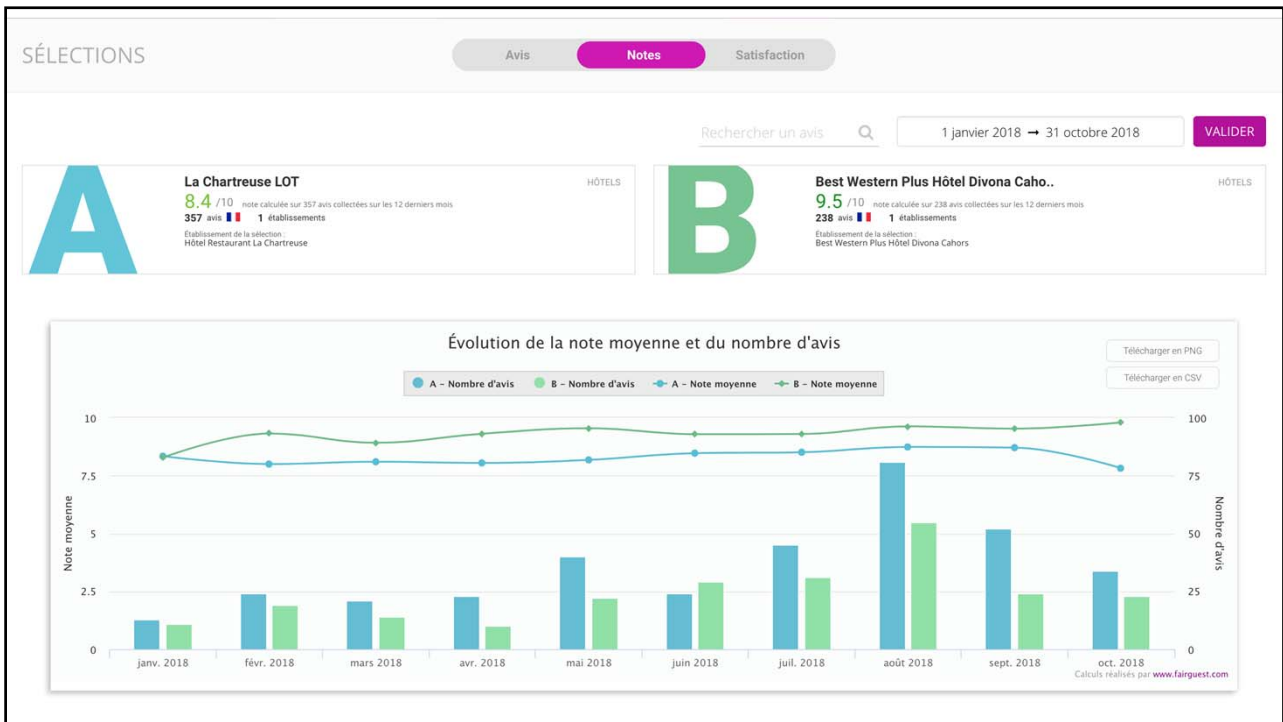 SÉLECTIONS
Avis
Notes
Satisfaction
Rechercher un avis
1 janvier 2018 → 31 octobre 2018
VALIDER
A
La Chartreuse LOT
HÔTELS
8.4 /10 note calculée sur 357 avis collectées sur les 12 derniers mois
357 avis 1 établissements
Établissement de la sélection :
Hôtel Restaurant La Chartreuse
B
Best Western Plus Hôtel Divona Caho..
HÔTELS
9.5 /10 note calculée sur 238 avis collectées sur les 12 derniers mois
238 avis 1 établissements
Établissement de la sélection :
Best Western Plus Hôtel Divona Cahors
Évolution de la note moyenne et du nombre d'avis
Télécharger en PNG
Télécharger en CSV
A – Nombre d'avis B – Nombre d'avis A – Note moyenne B – Note moyenne
Note moyenne
10
7.5
5
2.5
0
100
75
50
25
0
Nombre d'avis
janv. 2018 févr. 2018 mars 2018 avr. 2018 mai 2018 juin 2018 juil. 2018 août 2018 sept. 2018 oct. 2018
Calculs réalisés par www.fairguest.com